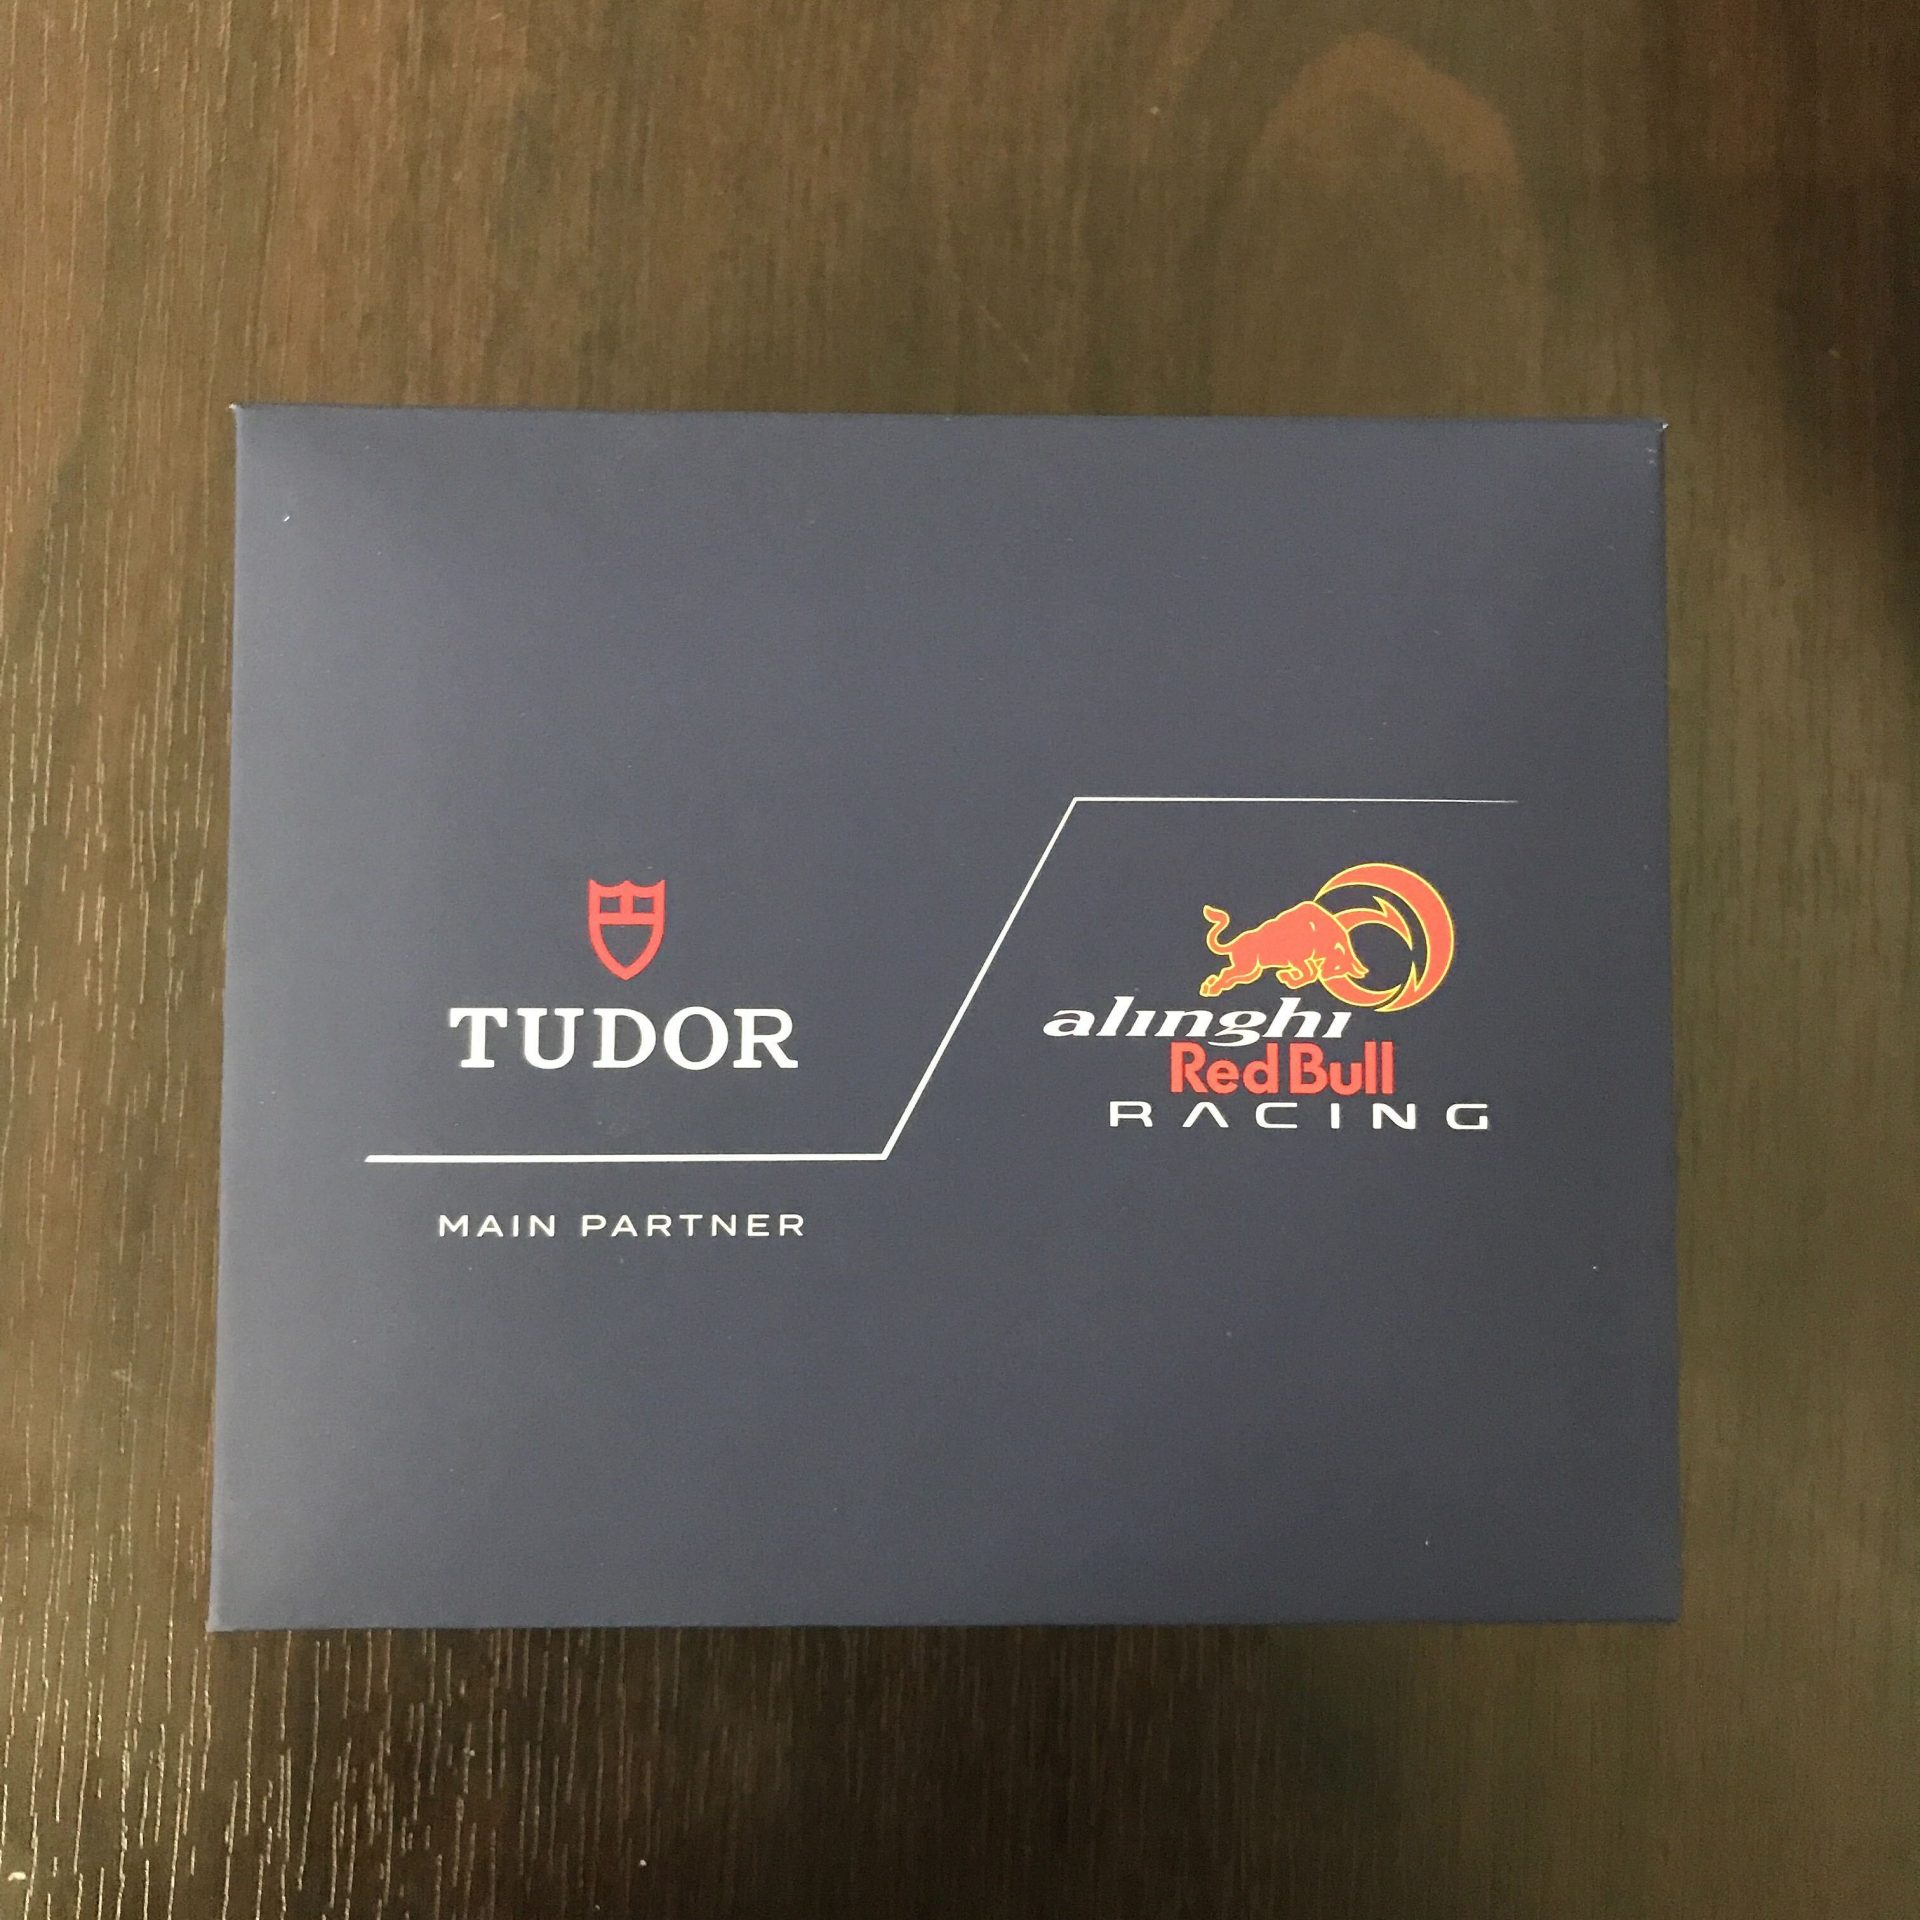 TUDOR
MAIN PARTNER
alinghi
Red Bull
RACING